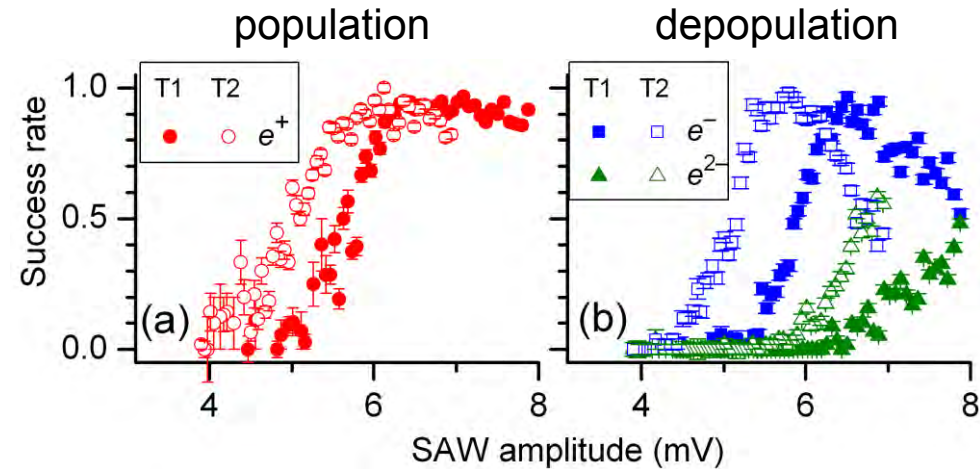 population depopulation
1.0
0.5
0.0
Success rate
T1 T2
e⁺
(a)
T1 T2
e⁻
e²⁻
(b)
4 6 8 4 6 8
SAW amplitude (mV)